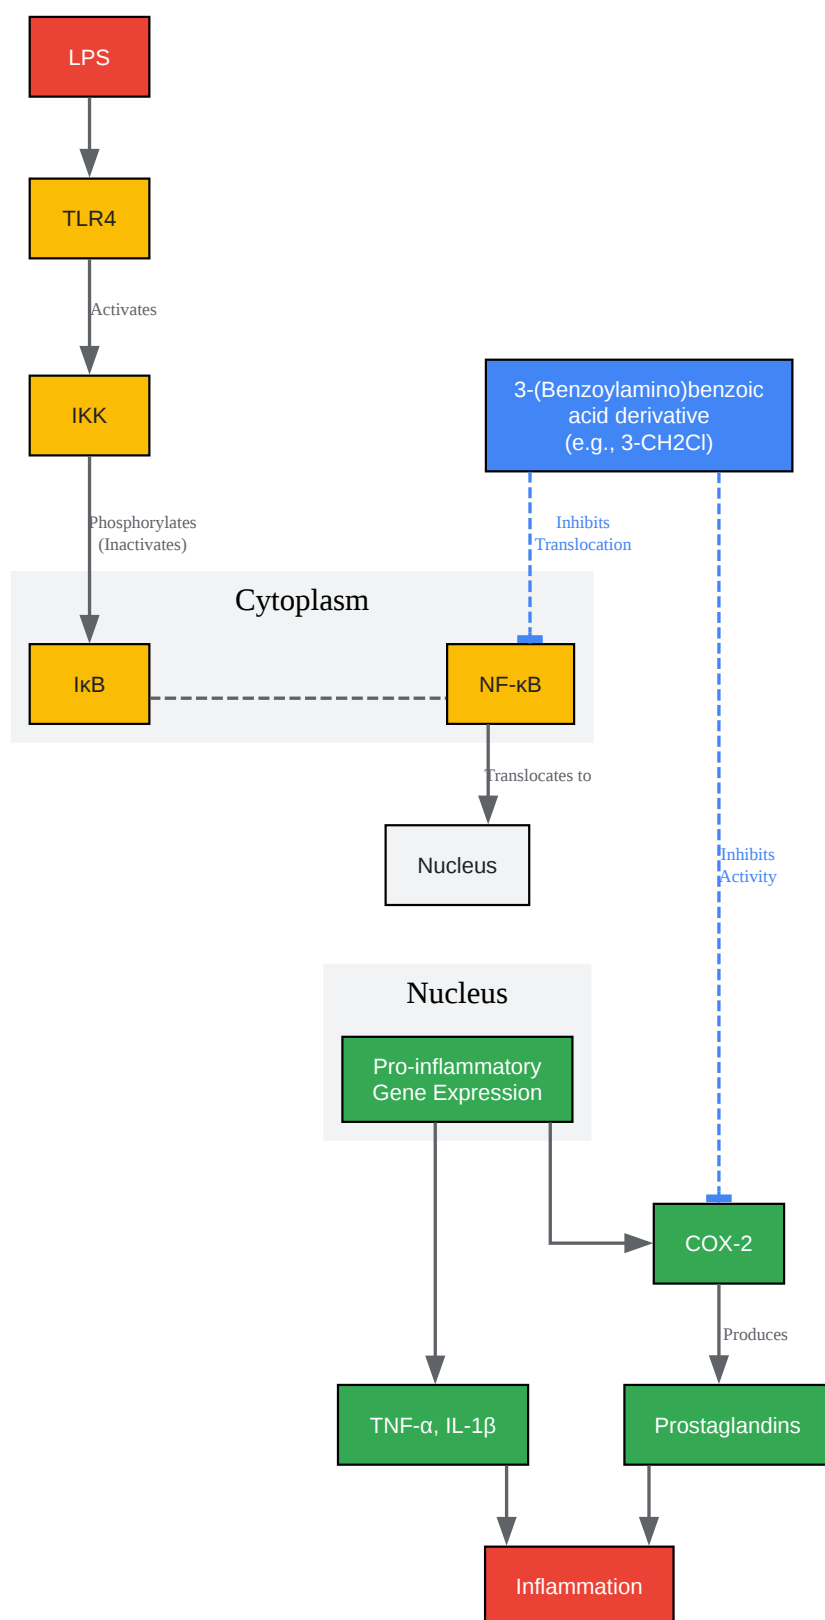 LPS
TLR4
Activates
IKK
3-(Benzoylamino)benzoic
acid derivative
(e.g., 3-CH2Cl)
Phosphorylates
(Inactivates)
Inhibits
Translocation
Cytoplasm
IκB
NF-κB
Translocates to
Nucleus
Inhibits
Activity
Nucleus
Pro-inflammatory
Gene Expression
COX-2
Produces
TNF-α, IL-1β
Prostaglandins
Inflammation